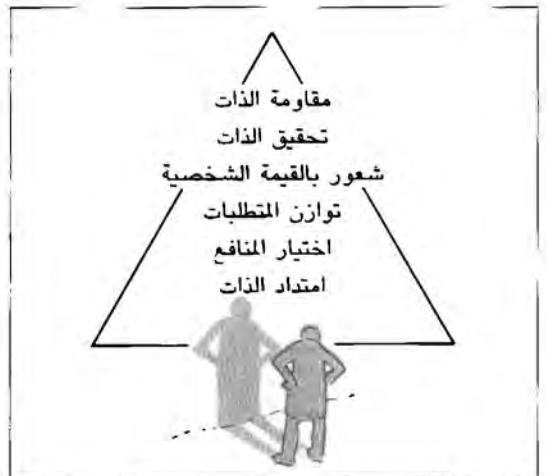 مقاومة الذات
تحقيق الذات
شعور بالقيمة الشخصية
توازن المتطلبات
اختيار المنافع
امتداد الذات